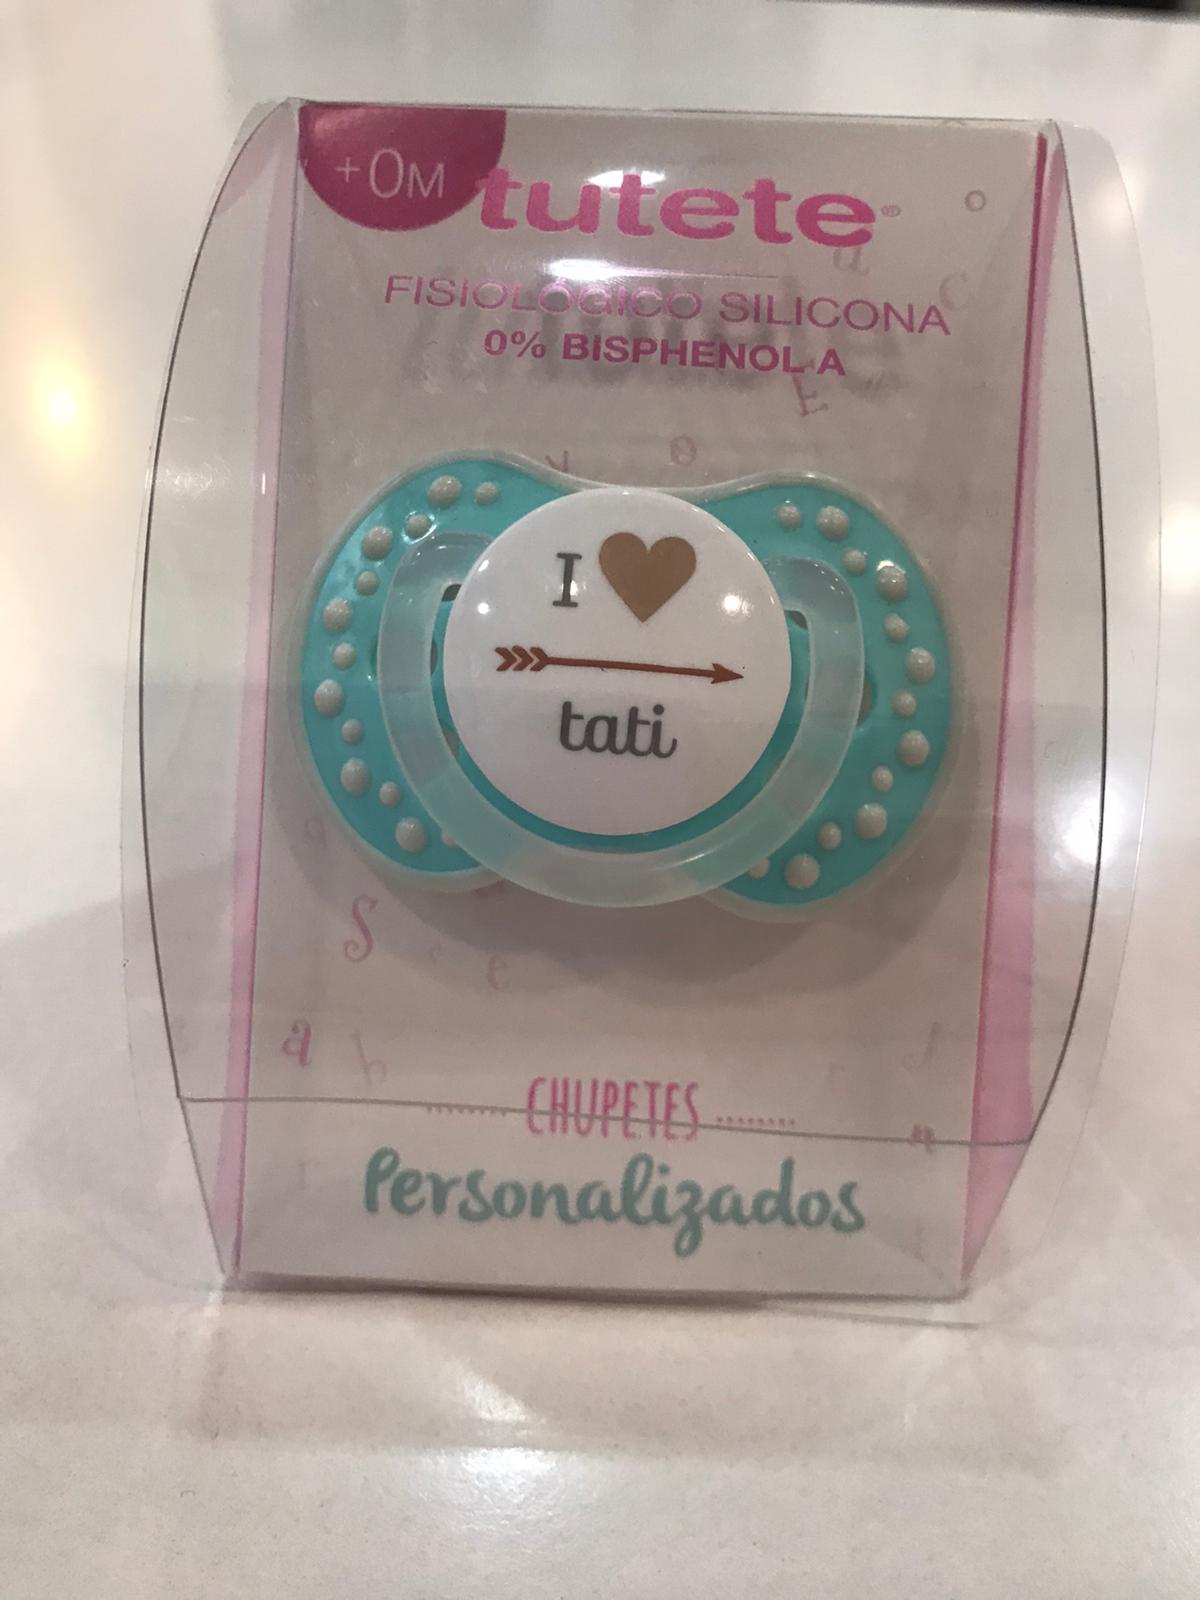 +0M
tutete®
FISIOLÓGICO SILICONA
0% BISPHENOL A
I
tati
CHUPETES
Personalizados